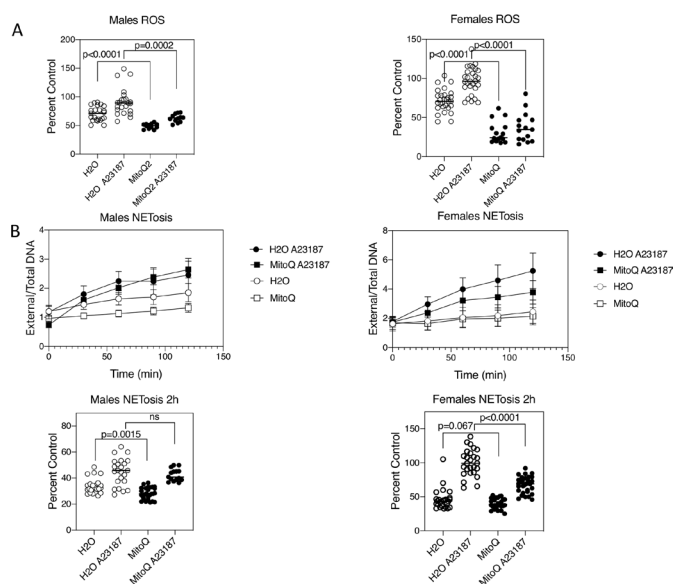 A
Males ROS
Percent Control
150
100
50
0
p<0.0001
p=0.0002
H2O
H2O A23187
MitoQ2
MitoQ2 A23187
Females ROS
Percent Control
150
100
50
0
p<0.0001
p<0.0001
H2O
H2O A23187
MitoQ
MitoQ A23187
B
Males NETosis
External/Total DNA
4
3
2
1
0
0
50
100
150
Time (min)
H2O A23187
MitoQ A23187
H2O
MitoQ
Females NETosis
External/Total DNA
8
6
4
2
0
0
50
100
150
Time (min)
H2O A23187
MitoQ A23187
H2O
MitoQ
Males NETosis 2h
Percent Control
80
60
40
20
0
p=0.0015
ns
H2O
H2O A23187
MitoQ
MitoQ A23187
Females NETosis 2h
Percent Control
150
100
50
0
p=0.067
p<0.0001
H2O
H2O A23187
MitoQ
MitoQ A23187